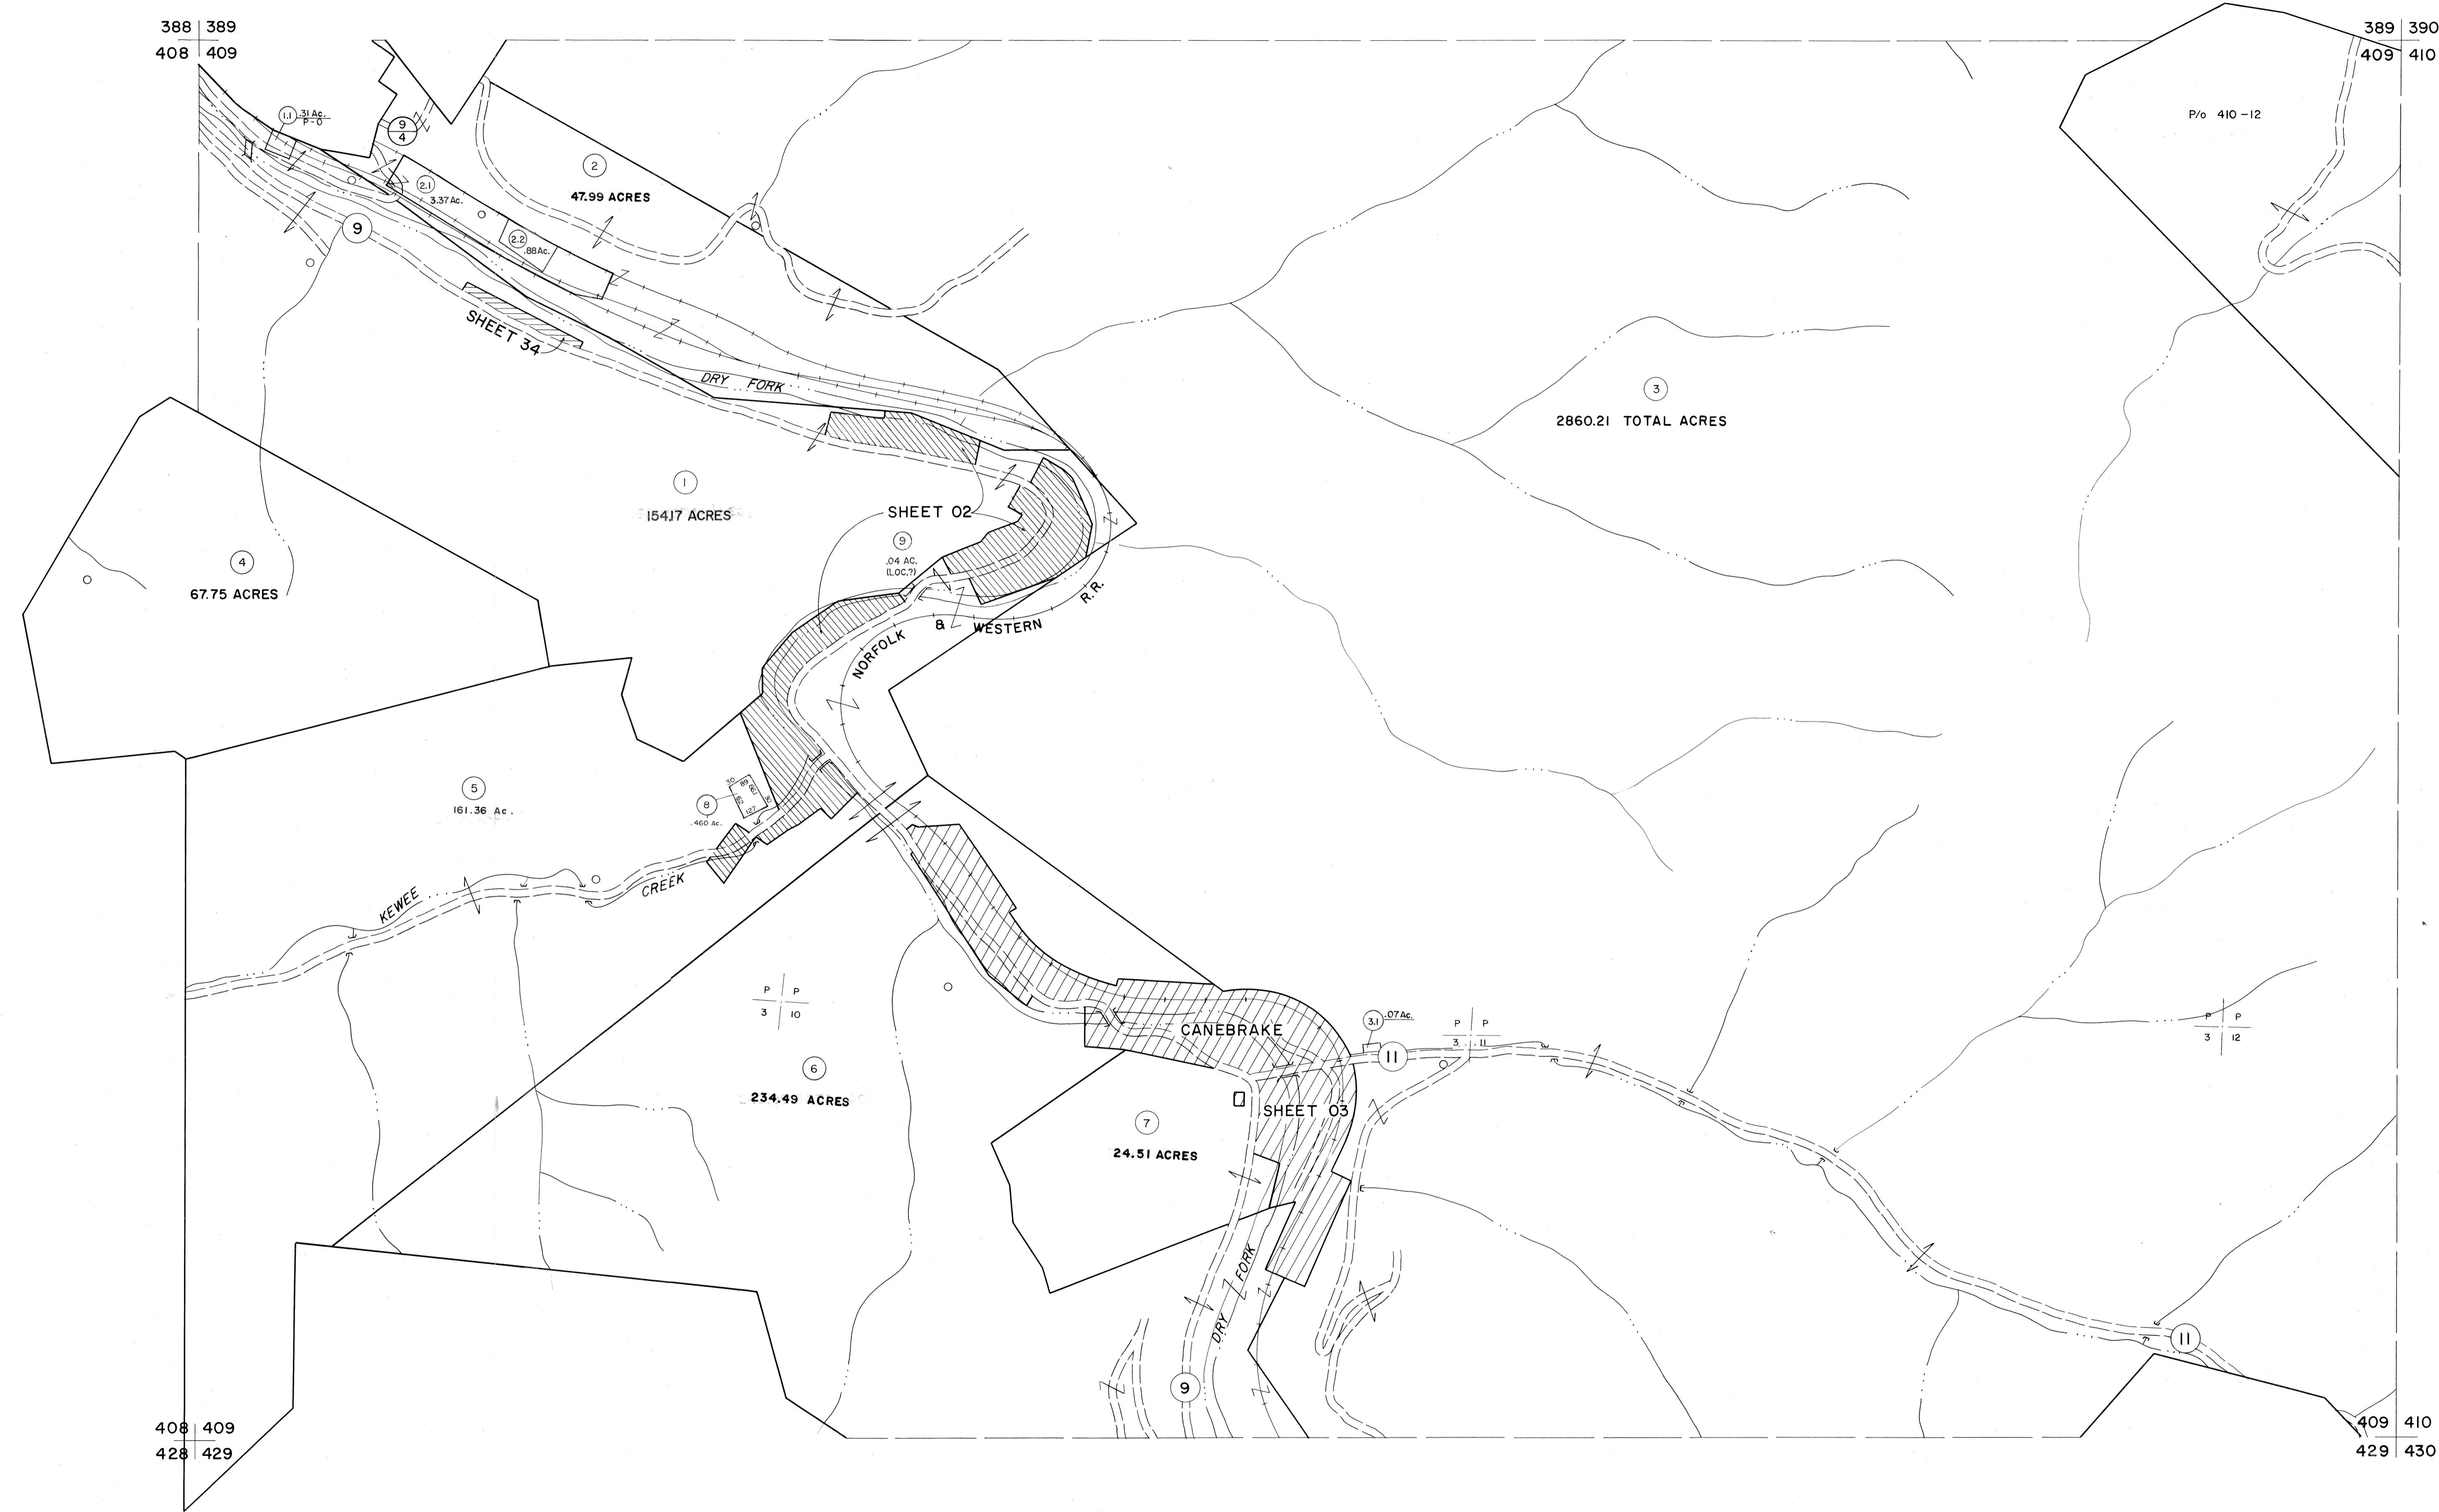 388 389
408 409
389 390
409 410
1.1 .31 Ac.
P-O
9
4
P/o 410-12
2
47.99 ACRES
2.1
3.37 Ac.
9
2.2
.88 Ac.
SHEET 34
DRY FORK
3
2860.21 TOTAL ACRES
1
154.17 ACRES
SHEET 02
9
.04 AC.
(LOC.?)
4
67.75 ACRES
NORFOLK & WESTERN R.R.
5
161.36 Ac.
8
.460 Ac.
30
89
127
KEWEE CREEK
P P
3 10
CANEBRAKE
3.1 .07 Ac.
11
P P
3 11
P P
3 12
6
234.49 ACRES
SHEET 03
7
24.51 ACRES
DRY FORK
9
11
408 409
428 429
409 410
429 430